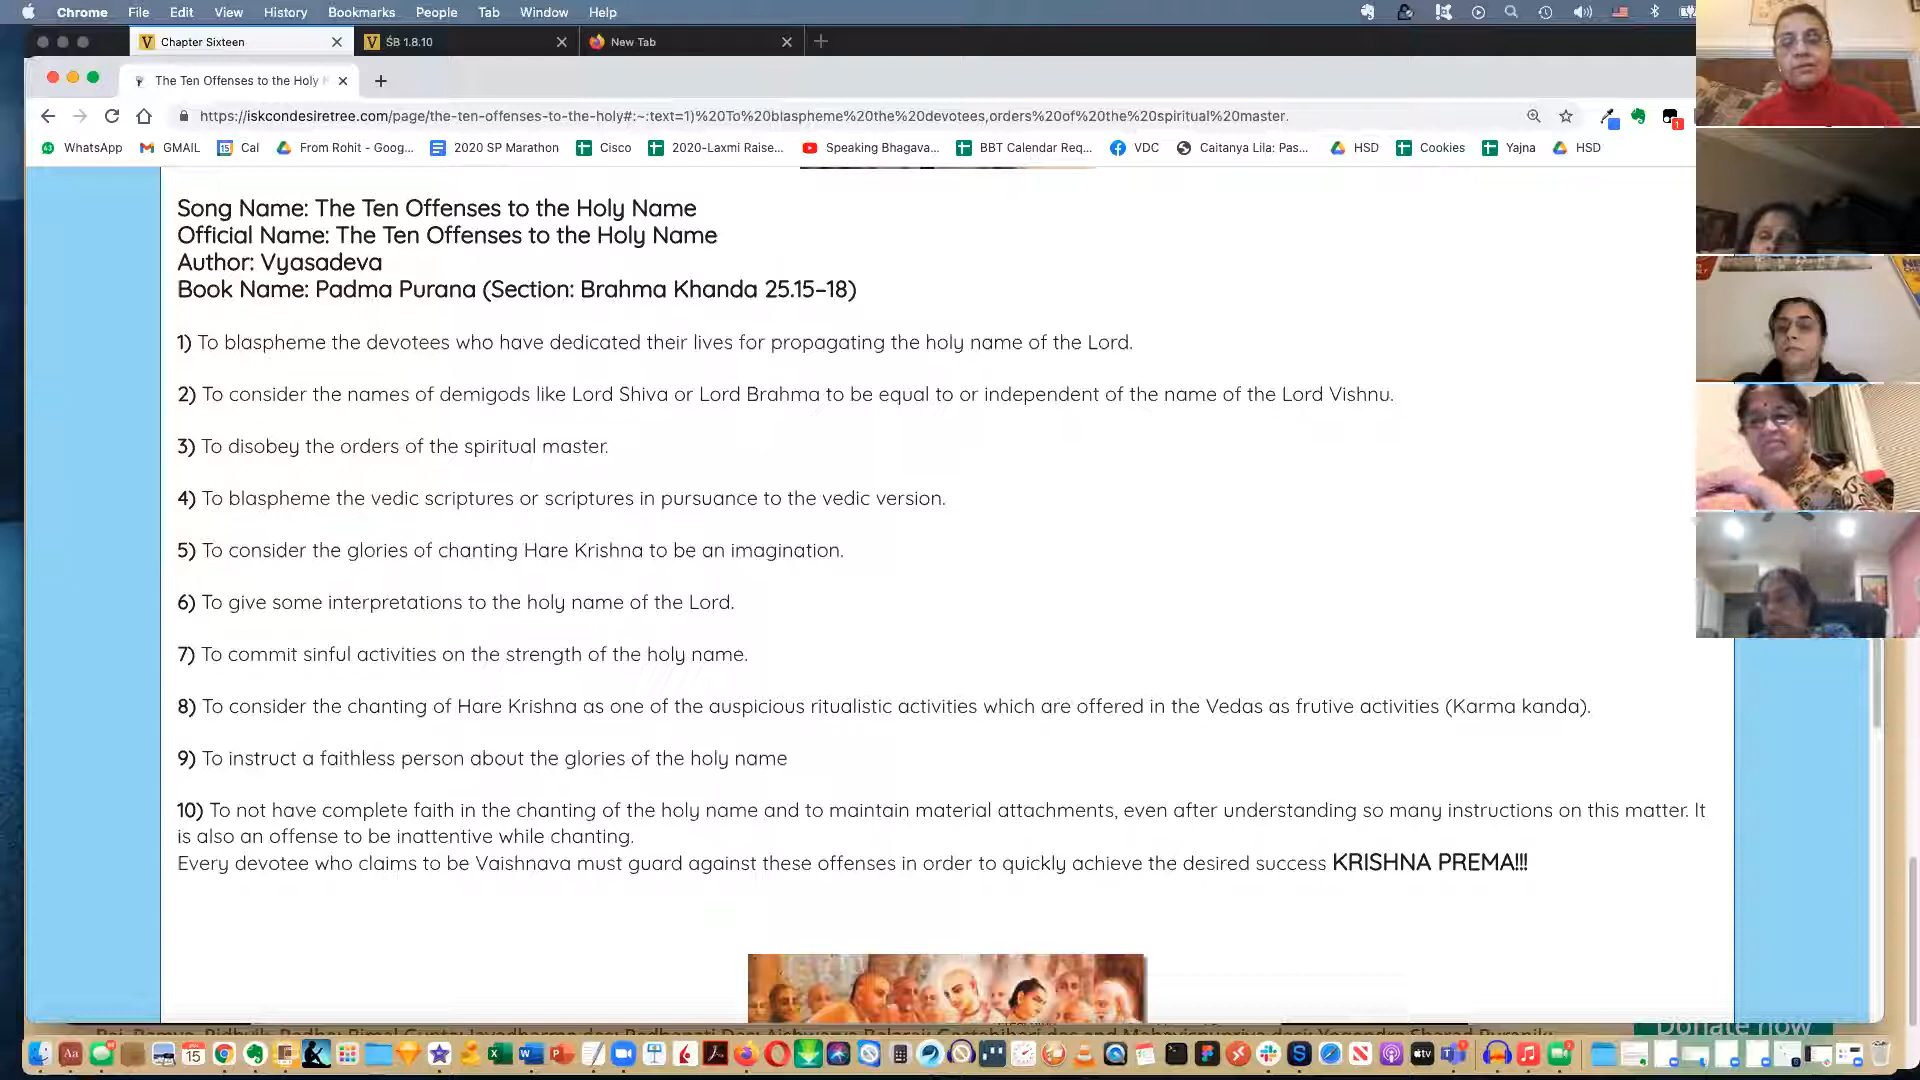 Chrome File Edit View History Bookmarks People Tab Window Help
Chapter Sixteen ŚB 1.8.10 New Tab
The Ten Offenses to the Holy
https://iskcondesiretree.com/page/the-ten-offenses-to-the-holy#:~:text=1)%20To%20blaspheme%20the%20devotees,orders%20of%20the%20spiritual%20master.
WhatsApp GMAIL Cal From Rohit - Goog... 2020 SP Marathon Cisco 2020-Laxmi Raise... Speaking Bhagava... BBT Calendar Req... VDC Caitanya Lila: Pas... HSD Cookies Yajna HSD
Song Name: The Ten Offenses to the Holy Name
Official Name: The Ten Offenses to the Holy Name
Author: Vyasadeva
Book Name: Padma Purana (Section: Brahma Khanda 25.15–18)
1) To blaspheme the devotees who have dedicated their lives for propagating the holy name of the Lord.
2) To consider the names of demigods like Lord Shiva or Lord Brahma to be equal to or independent of the name of the Lord Vishnu.
3) To disobey the orders of the spiritual master.
4) To blaspheme the vedic scriptures or scriptures in pursuance to the vedic version.
5) To consider the glories of chanting Hare Krishna to be an imagination.
6) To give some interpretations to the holy name of the Lord.
7) To commit sinful activities on the strength of the holy name.
8) To consider the chanting of Hare Krishna as one of the auspicious ritualistic activities which are offered in the Vedas as frutive activities (Karma kanda).
9) To instruct a faithless person about the glories of the holy name
10) To not have complete faith in the chanting of the holy name and to maintain material attachments, even after understanding so many instructions on this matter. It
is also an offense to be inattentive while chanting.
Every devotee who claims to be Vaishnava must guard against these offenses in order to quickly achieve the desired success KRISHNA PREMA!!!
Donate now